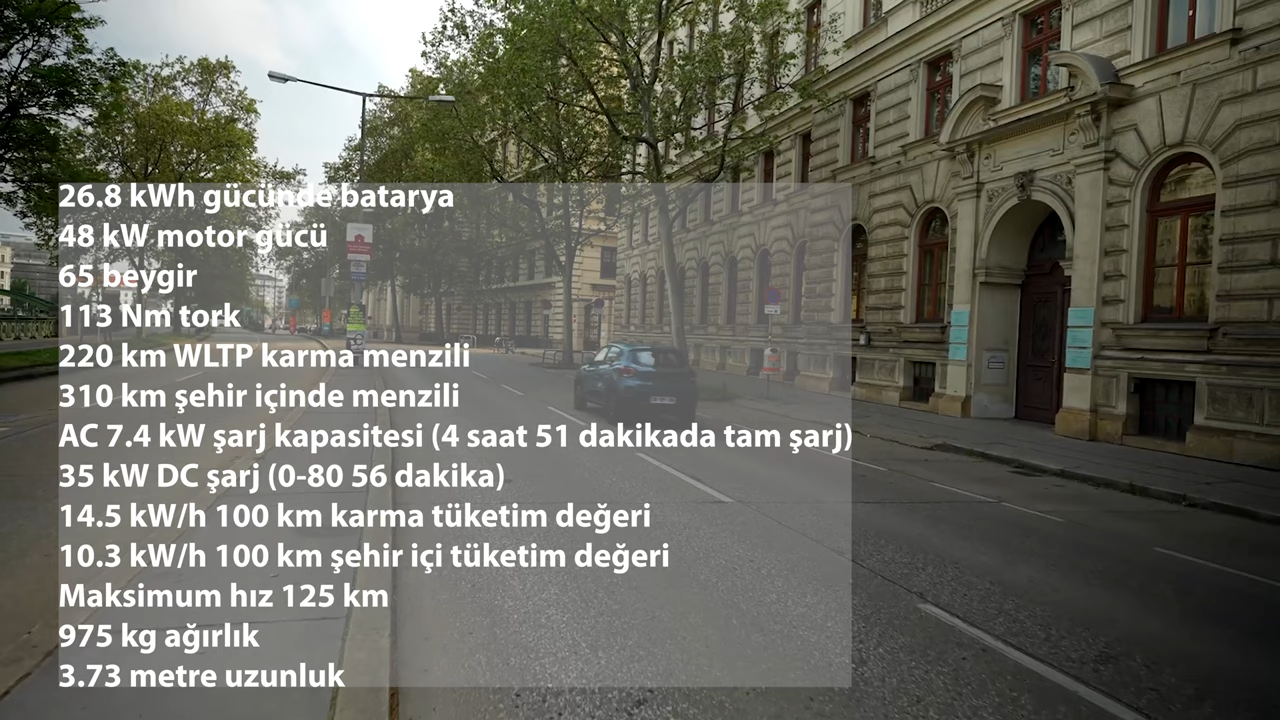 26.8 kWh gücünde batarya
48 kW motor gücü
65 beygir
113 Nm tork
220 km WLTP karma menzili
310 km şehir içinde menzili
AC 7.4 kW şarj kapasitesi (4 saat 51 dakikada tam şarj)
35 kW DC şarj (0-80 56 dakika)
14.5 kW/h 100 km karma tüketim değeri
10.3 kW/h 100 km şehir içi tüketim değeri
Maksimum hız 125 km
975 kg ağırlık
3.73 metre uzunluk